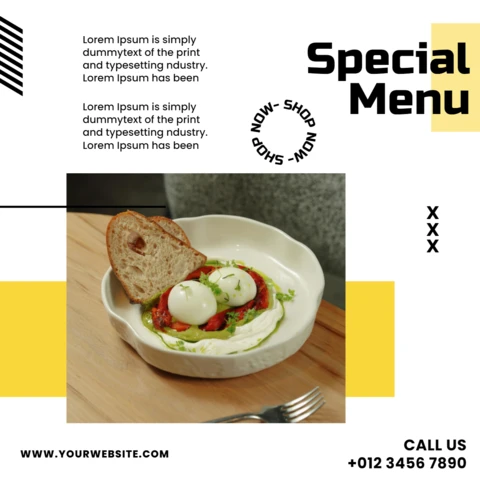 Lorem Ipsum is simply
dummytext of the print
and typesetting ndustry.
Lorem Ipsum has been
Lorem Ipsum is simply
dummytext of the print
and typesetting ndustry.
Lorem Ipsum has been
Special
Menu
SHOP NOW- SHOP NOW-
X
X
X
WWW.YOURWEBSITE.COM
CALL US
+012 3456 7890